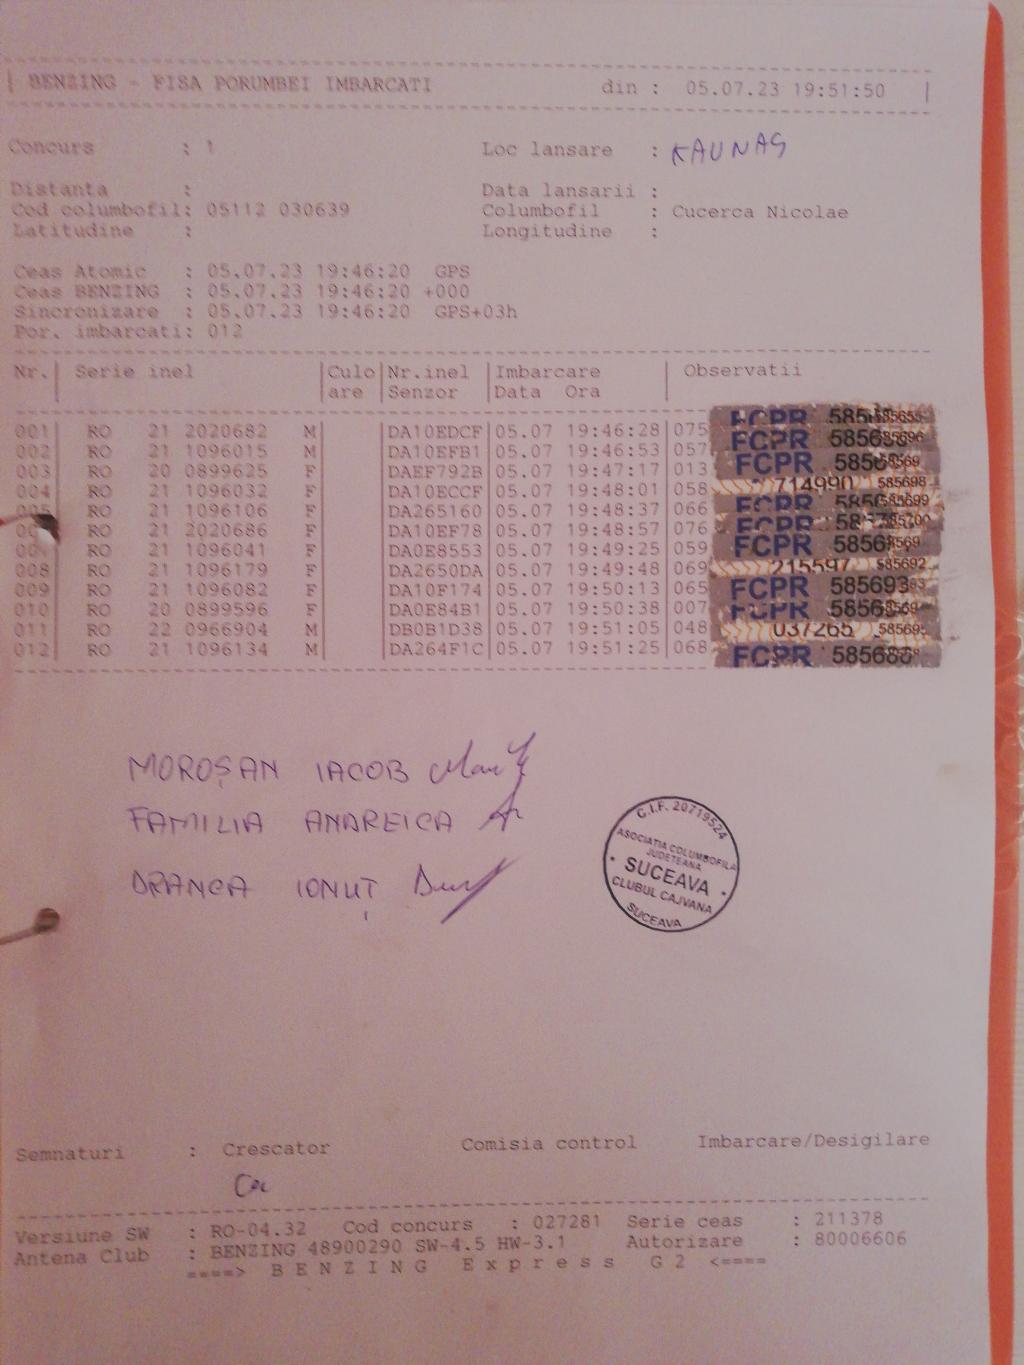 BENZING - FISA PORUMBEI IMBARCATI din : 05.07.23 19:51:50
Concurs : 1 Loc lansare : KAUNAS
Distanta : Data lansarii :
Cod columbofil: 05112 030639 Columbofil : Cucerca Nicolae
Latitudine : Longitudine :
Ceas Atomic : 05.07.23 19:46:20 GPS
Ceas BENZING : 05.07.23 19:46:20 +000
Sincronizare : 05.07.23 19:46:20 GPS+03h
Por. imbarcati: 012
Nr. Serie inel Culo Nr.inel Imbarcare Observatii
are Senzor Data Ora
001 RO 21 2020682 M DA10EDCF 05.07 19:46:28 075 FCPR
002 RO 21 1096015 M DA10EFB1 05.07 19:46:53 057 FCPR
003 RO 20 0899625 F DAEF792B 05.07 19:47:17 013 FCPR
004 RO 21 1096032 F DA10ECCF 05.07 19:48:01 058 714990 585698
005 RO 21 1096106 F DA265160 05.07 19:48:37 066 FCPR 585699
RO 21 2020686 F DA10EF78 05.07 19:48:57 076 FCPR 585700
RO 21 1096041 F DA0E8553 05.07 19:49:25 059 FCPR
008 RO 21 1096179 F DA2650DA 05.07 19:49:48 069 215597 585692
009 RO 21 1096082 F DA10F174 05.07 19:50:13 065 FCPR 585693
010 RO 20 0899596 F DA0E84B1 05.07 19:50:38 007 FCPR
011 RO 22 0966904 M DB0B1D38 05.07 19:51:05 048 037265 585695
012 RO 21 1096134 M DA264F1C 05.07 19:51:25 068 FCPR
MOROȘAN IACOB
FAMILIA ANDREICA
DRANCA IONUȚ
C.I.F. 20719524
ASOCIATIA COLUMBOFILA
JUDETEANA
SUCEAVA
CLUBUL CAJVANA
SUCEAVA
Semnaturi : Crescator Comisia control Imbarcare/Desigilare
Versiune SW : RO-04.32 Cod concurs : 027281 Serie ceas : 211378
Antena Club : BENZING 48900290 SW-4.5 HW-3.1 Autorizare : 80006606
====> B E N Z I N G E x p r e s s G 2 <====